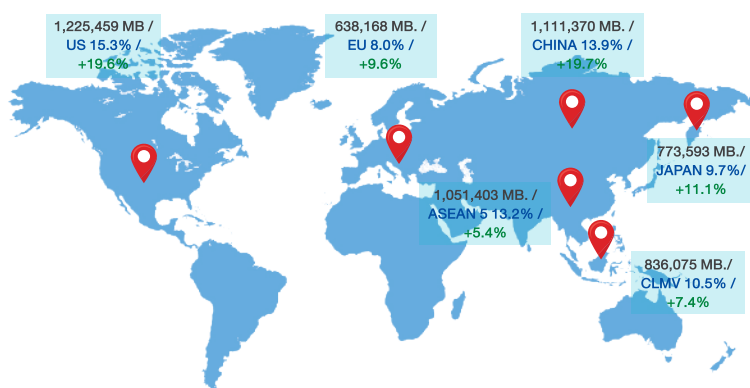 1,225,459 MB /
US 15.3% /
+19.6%
638,168 MB. /
EU 8.0% /
+9.6%
1,111,370 MB. /
CHINA 13.9% /
+19.7%
773,593 MB./
JAPAN 9.7%/
+11.1%
1,051,403 MB. /
ASEAN 5 13.2% /
+5.4%
836,075 MB./
CLMV 10.5% /
+7.4%